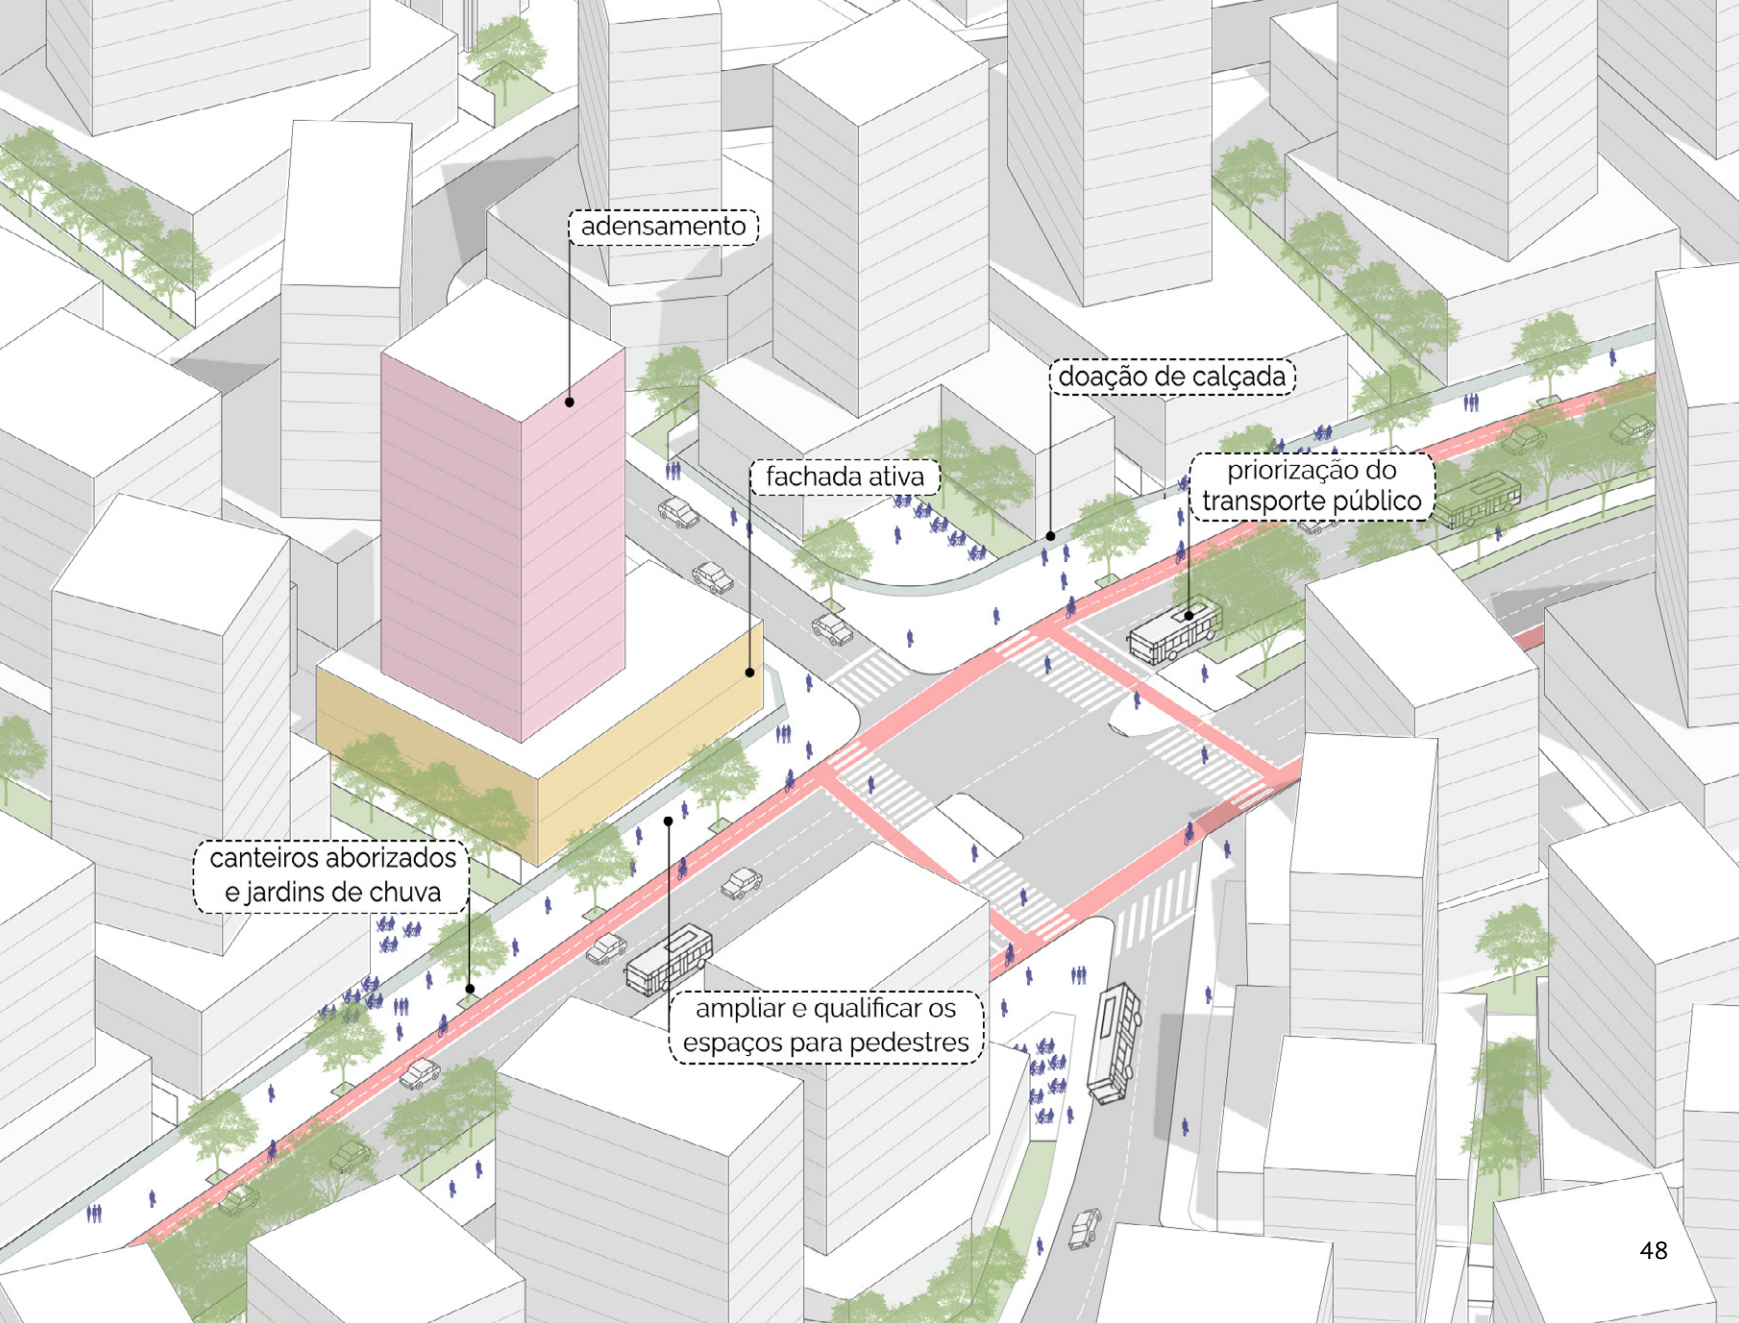 adensamento
doação de calçada
fachada ativa
priorização do
transporte público
canteiros aborizados
e jardins de chuva
ampliar e qualificar os
espaços para pedestres
48